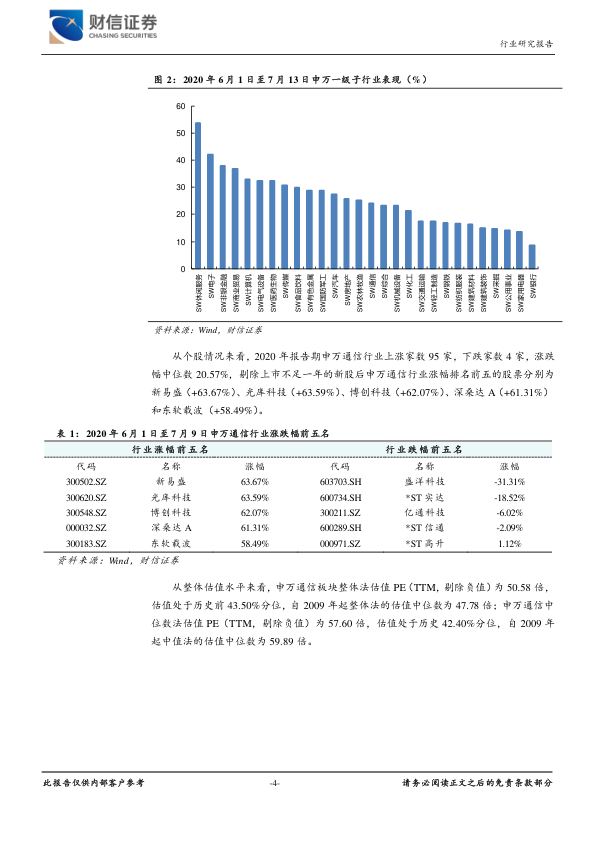 财信证券
CHASING SECURITIES
行业研究报告
图 2：2020 年 6 月 1 日至 7 月 13 日申万一级子行业表现（%）
60
50
40
30
20
10
0
SW休闲服务
SW电子
SW非银金融
SW商业贸易
SW计算机
SW电气设备
SW医药生物
SW传媒
SW食品饮料
SW有色金属
SW国防军工
SW汽车
SW房地产
SW农林牧渔
SW通信
SW综合
SW机械设备
SW化工
SW交通运输
SW轻工制造
SW钢铁
SW纺织服装
SW建筑材料
SW建筑装饰
SW采掘
SW公用事业
SW家用电器
SW银行
资料来源：Wind，财信证券
从个股情况来看，2020 年报告期申万通信行业上涨家数 95 家，下跌家数 4 家，涨跌
幅中位数 20.57%，剔除上市不足一年的新股后申万通信行业涨幅排名前五的股票分别为
新易盛（+63.67%）、光库科技（+63.59%）、博创科技（+62.07%）、深桑达 A（+61.31%）
和东软载波（+58.49%）。
表 1：2020 年 6 月 1 日至 7 月 9 日申万通信行业涨跌幅前五名
行业涨幅前五名 行业跌幅前五名
代码 名称 涨幅 代码 名称 涨幅
300502.SZ 新易盛 63.67% 603703.SH 盛洋科技 -31.31%
300620.SZ 光库科技 63.59% 600734.SH *ST 实达 -18.52%
300548.SZ 博创科技 62.07% 300211.SZ 亿通科技 -6.02%
000032.SZ 深桑达 A 61.31% 600289.SH *ST 信通 -2.09%
300183.SZ 东软载波 58.49% 000971.SZ *ST 高升 1.12%
资料来源：Wind，财信证券
从整体估值水平来看，申万通信板块整体法估值 PE（TTM，剔除负值）为 50.58 倍，
估值处于历史前 43.50%分位，自 2009 年起整体法的估值中位数为 47.78 倍；申万通信中
位数法估值 PE（TTM，剔除负值）为 57.60 倍，估值处于历史 42.40%分位，自 2009 年
起中值法的估值中位数为 59.89 倍。
此报告仅供内部客户参考 -4- 请务必阅读正文之后的免责条款部分